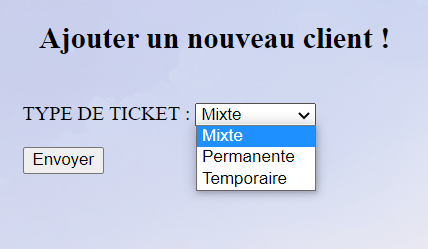 Ajouter un nouveau client !
TYPE DE TICKET : Mixte
Mixte
Permanente
Envoyer
Temporaire